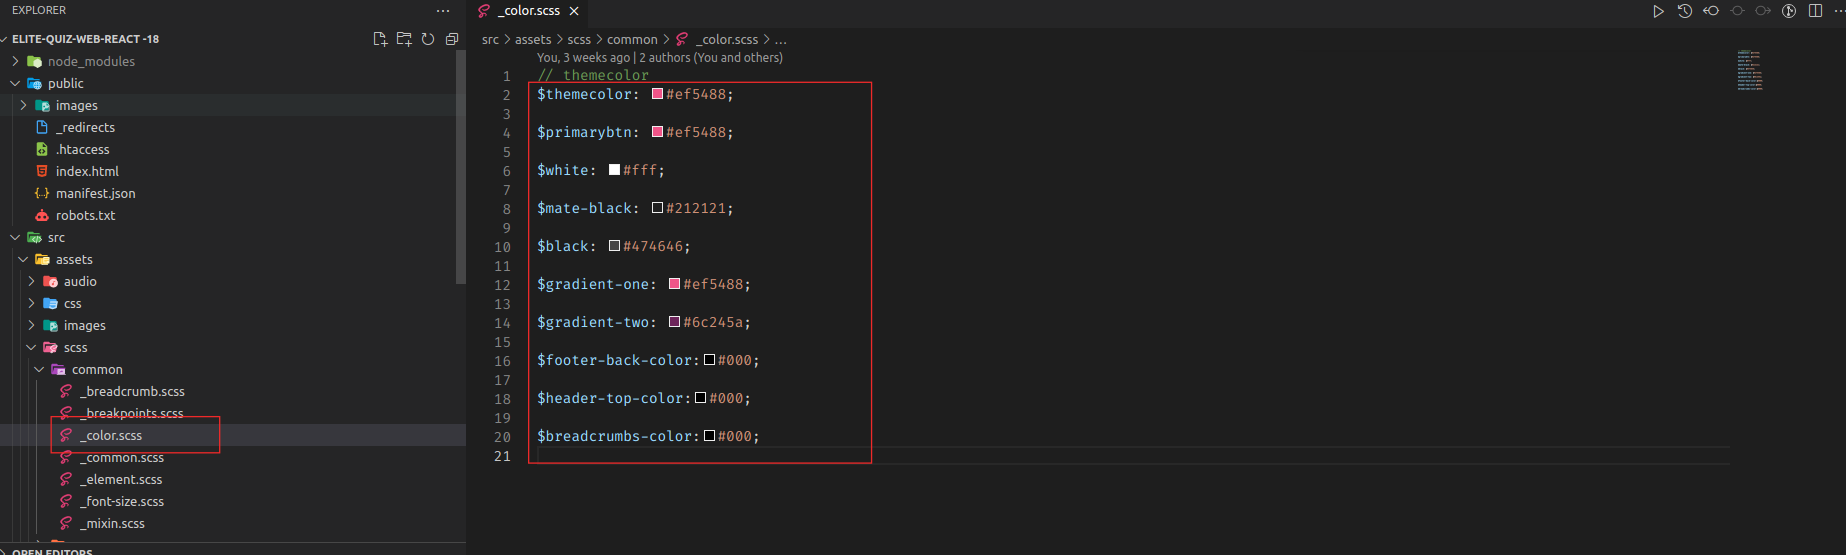 EXPLORER
ELITE-QUIZ-WEB-REACT -18
node_modules
public
images
_redirects
.htaccess
index.html
manifest.json
robots.txt
src
assets
audio
css
images
scss
common
_breadcrumb.scss
_breakpoints.scss
_color.scss
_common.scss
_element.scss
_font-size.scss
_mixin.scss
OPEN EDITORS
_color.scss
src > assets > scss > common > _color.scss > ...
You, 3 weeks ago | 2 authors (You and others)
1 // themecolor
2 $themecolor: #ef5488;
3
4 $primarybtn: #ef5488;
5
6 $white: #fff;
7
8 $mate-black: #212121;
9
10 $black: #474646;
11
12 $gradient-one: #ef5488;
13
14 $gradient-two: #6c245a;
15
16 $footer-back-color: #000;
17
18 $header-top-color: #000;
19
20 $breadcrumbs-color: #000;
21